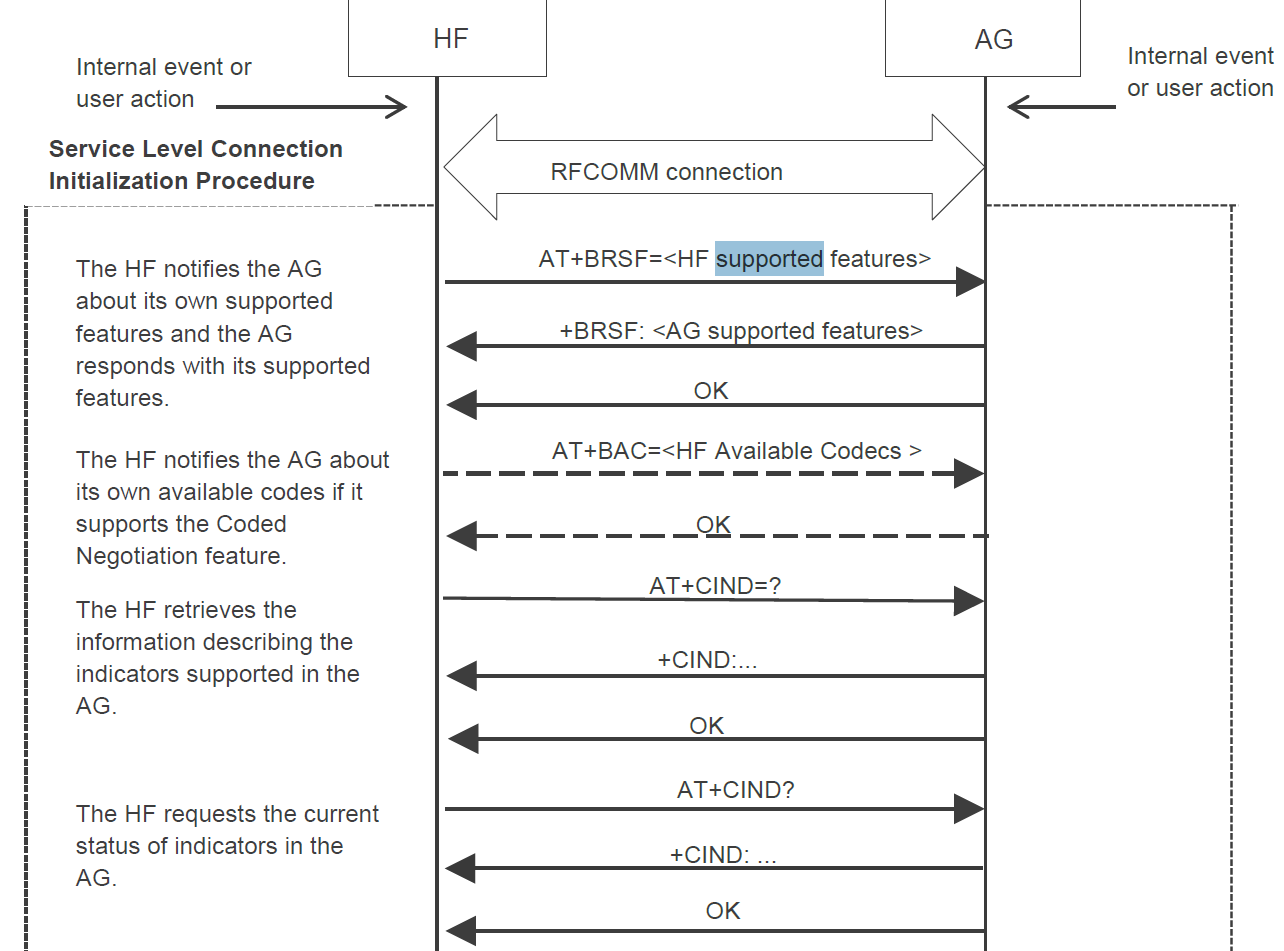 HF
AG
Internal event or
user action
Internal event
or user action
Service Level Connection
Initialization Procedure
RFCOMM connection
The HF notifies the AG
about its own supported
features and the AG
responds with its supported
features.
AT+BRSF=<HF supported features>
+BRSF: <AG supported features>
OK
The HF notifies the AG about
its own available codes if it
supports the Coded
Negotiation feature.
AT+BAC=<HF Available Codecs >
OK
The HF retrieves the
information describing the
indicators supported in the
AG.
AT+CIND=?
+CIND:...
OK
The HF requests the current
status of indicators in the
AG.
AT+CIND?
+CIND: ...
OK